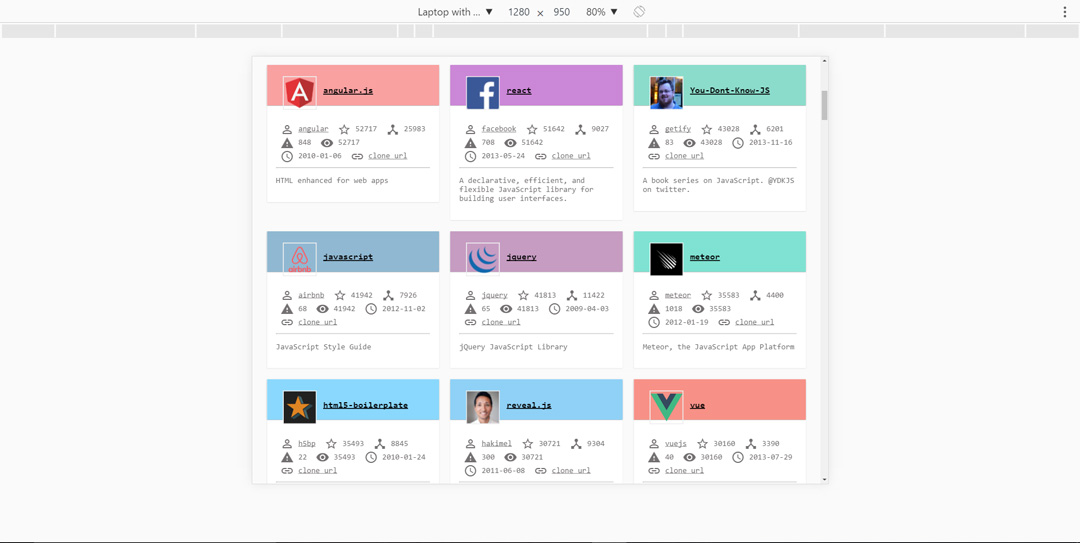 Laptop with ... ▼ 1280 × 950 80% ▼
angular.js
angular 52717 25983
848 52717
2010-01-06 clone url
HTML enhanced for web apps
react
facebook 51642 9027
708 51642
2013-05-24 clone url
A declarative, efficient, and
flexible JavaScript library for
building user interfaces.
You-Dont-Know-JS
getify 43028 6201
83 43028 2013-11-16
clone url
A book series on JavaScript. @YDKJS
on twitter.
javascript
airbnb
airbnb 41942 7926
68 41942 2012-11-02
clone url
JavaScript Style Guide
jquery
jquery 41813 11422
65 41813 2009-04-03
clone url
jQuery JavaScript Library
meteor
meteor 35583 4400
1018 35583
2012-01-19 clone url
Meteor, the JavaScript App Platform
html5-boilerplate
h5bp 35493 8845
22 35493 2010-01-24
clone url
reveal.js
hakimel 30721 9304
300 30721
2011-06-08 clone url
vue
vuejs 30160 3390
40 30160 2013-07-29
clone url